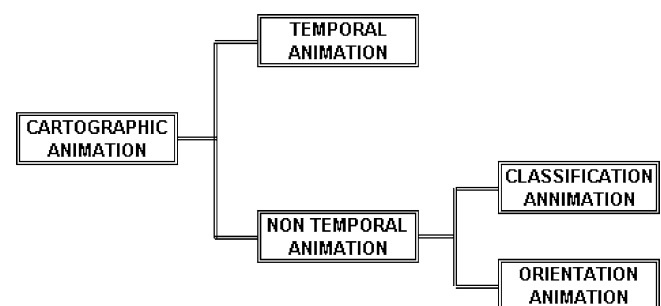 TEMPORAL
ANIMATION
CARTOGRAPHIC
ANIMATION
CLASSIFICATION
ANNIMATION
NON TEMPORAL
ANIMATION
ORIENTATION
ANIMATION